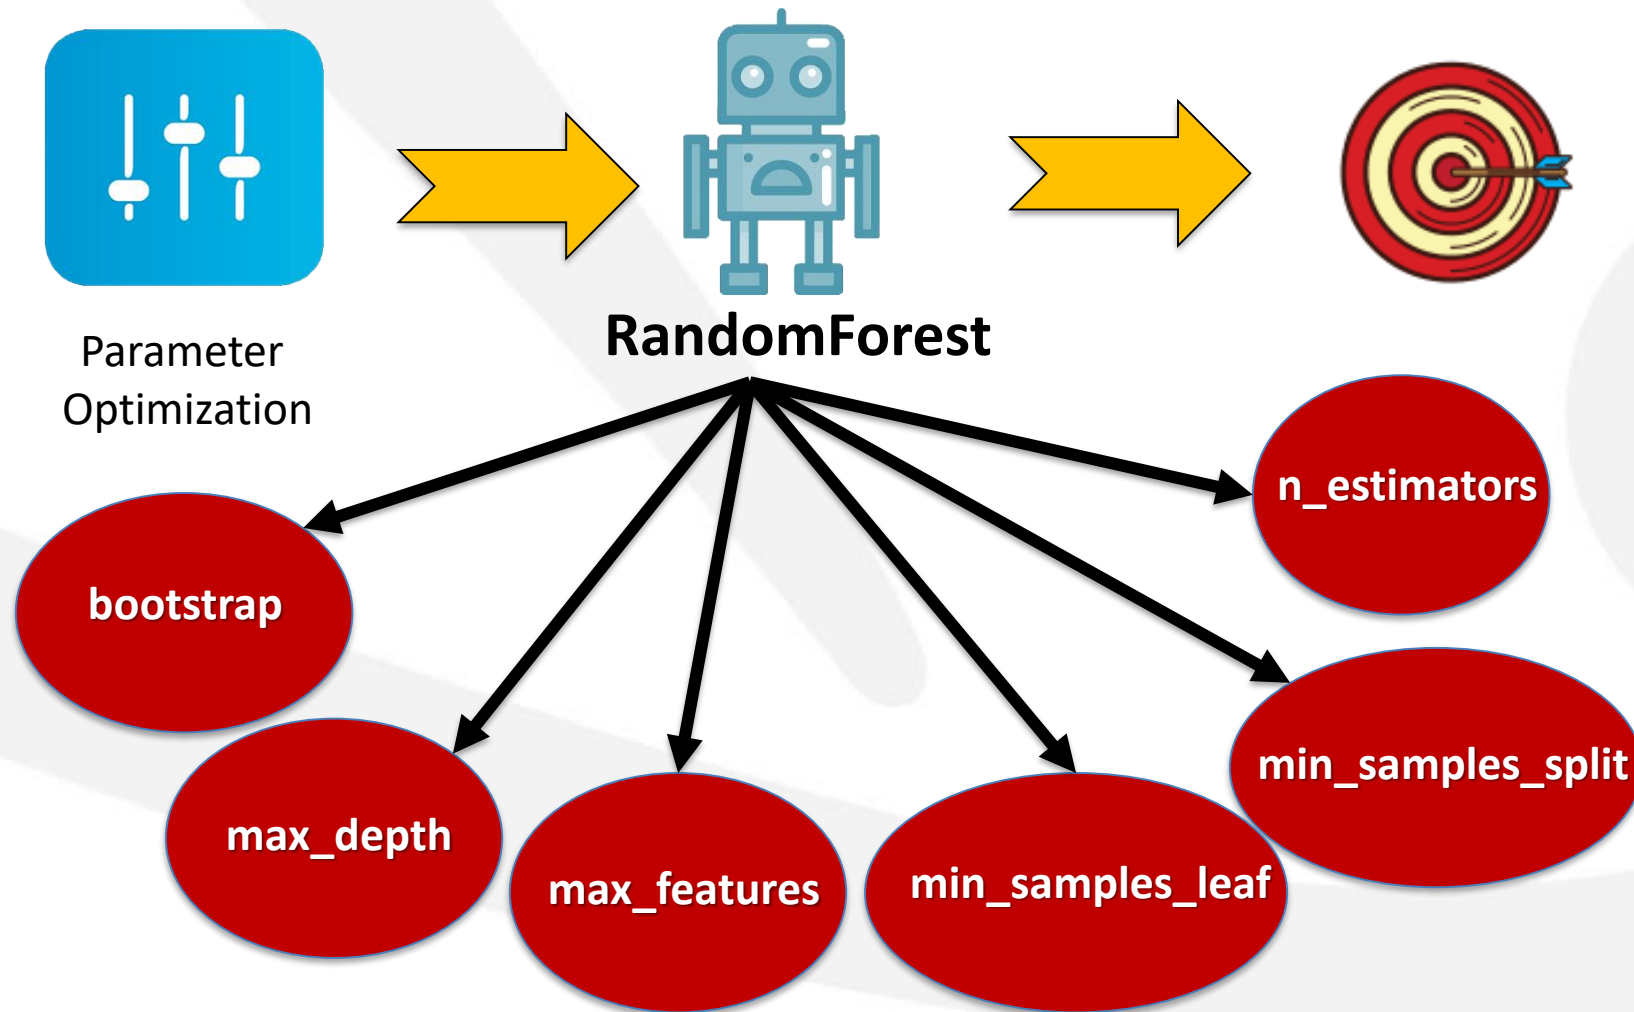 Parameter
Optimization
RandomForest
n_estimators
bootstrap
min_samples_split
max_depth
max_features
min_samples_leaf